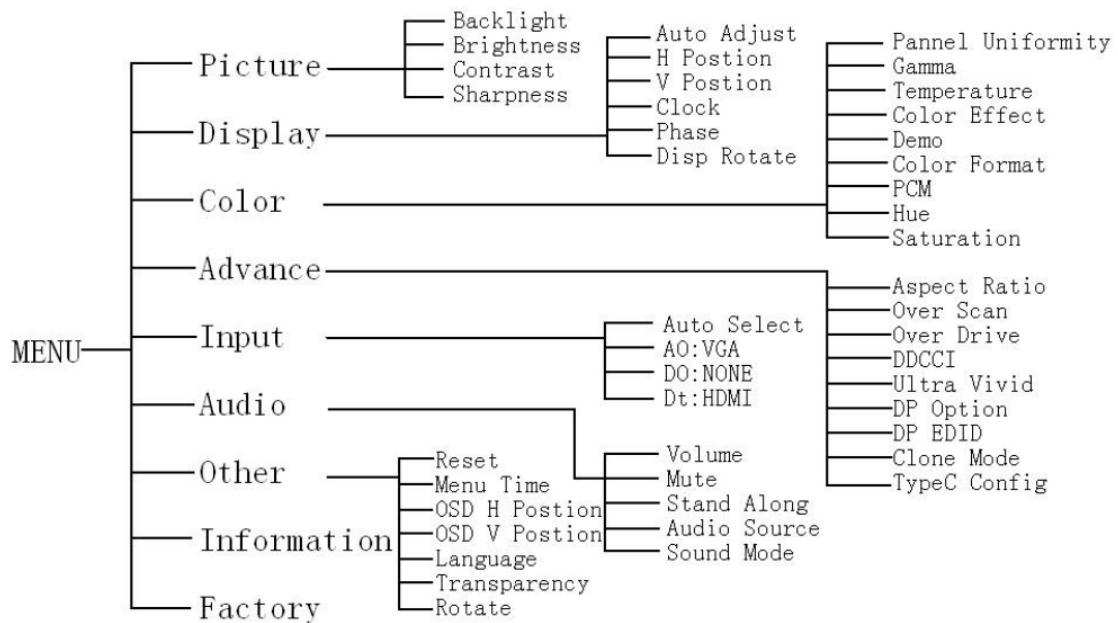 MENU
Picture
Backlight
Brightness
Contrast
Sharpness
Display
Auto Adjust
H Postion
V Postion
Clock
Phase
Disp Rotate
Color
Pannel Uniformity
Gamma
Temperature
Color Effect
Demo
Color Format
PCM
Hue
Saturation
Advance
Aspect Ratio
Over Scan
Over Drive
DDCCI
Ultra Vivid
DP Option
DP EDID
Clone Mode
TypeC Config
Input
Auto Select
AO:VGA
DO:NONE
Dt:HDMI
Audio
Volume
Mute
Stand Along
Audio Source
Sound Mode
Other
Reset
Menu Time
OSD H Postion
OSD V Postion
Language
Transparency
Rotate
Information
Factory